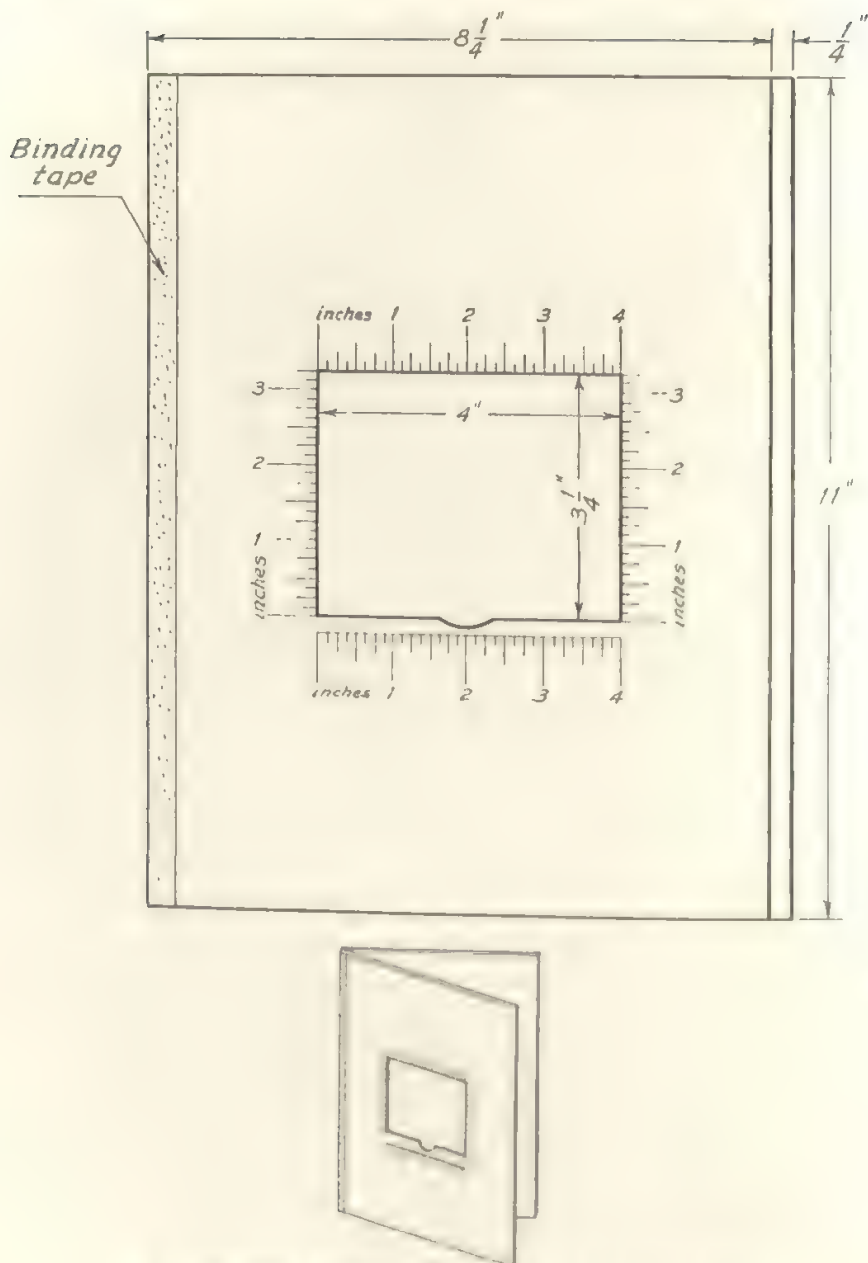 8 1/4"
1/4"
Binding
tape
inches 1 2 3 4
3
3
4"
2
2
3 1/4"
11"
1
1
inches
inches
inches 1 2 3 4